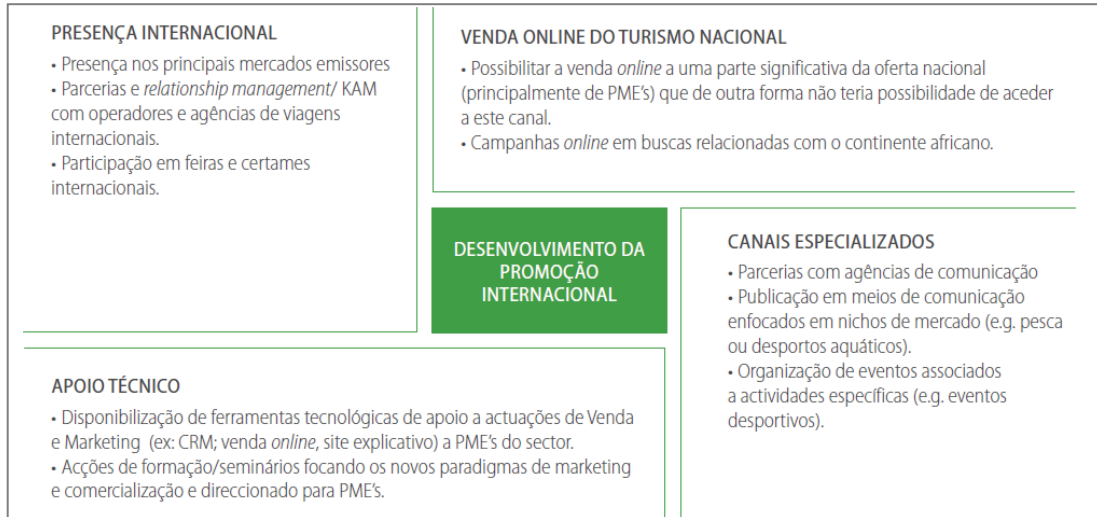 PRESENÇA INTERNACIONAL
• Presença nos principais mercados emissores
• Parcerias e relationship management/ KAM
com operadores e agências de viagens
internacionais.
• Participação em feiras e certames
internacionais.
VENDA ONLINE DO TURISMO NACIONAL
• Possibilitar a venda online a uma parte significativa da oferta nacional
(principalmente de PME's) que de outra forma não teria possibilidade de aceder
a este canal.
• Campanhas online em buscas relacionadas com o continente africano.
DESENVOLVIMENTO DA
PROMOÇÃO
INTERNACIONAL
CANAIS ESPECIALIZADOS
• Parcerias com agências de comunicação
• Publicação em meios de comunicação
enfocados em nichos de mercado (e.g. pesca
ou desportos aquáticos).
• Organização de eventos associados
a actividades específicas (e.g. eventos
desportivos).
APOIO TÉCNICO
• Disponibilização de ferramentas tecnológicas de apoio a actuações de Venda
e Marketing (ex: CRM; venda online, site explicativo) a PME's do sector.
• Acções de formação/seminários focando os novos paradigmas de marketing
e comercialização e direccionado para PME's.